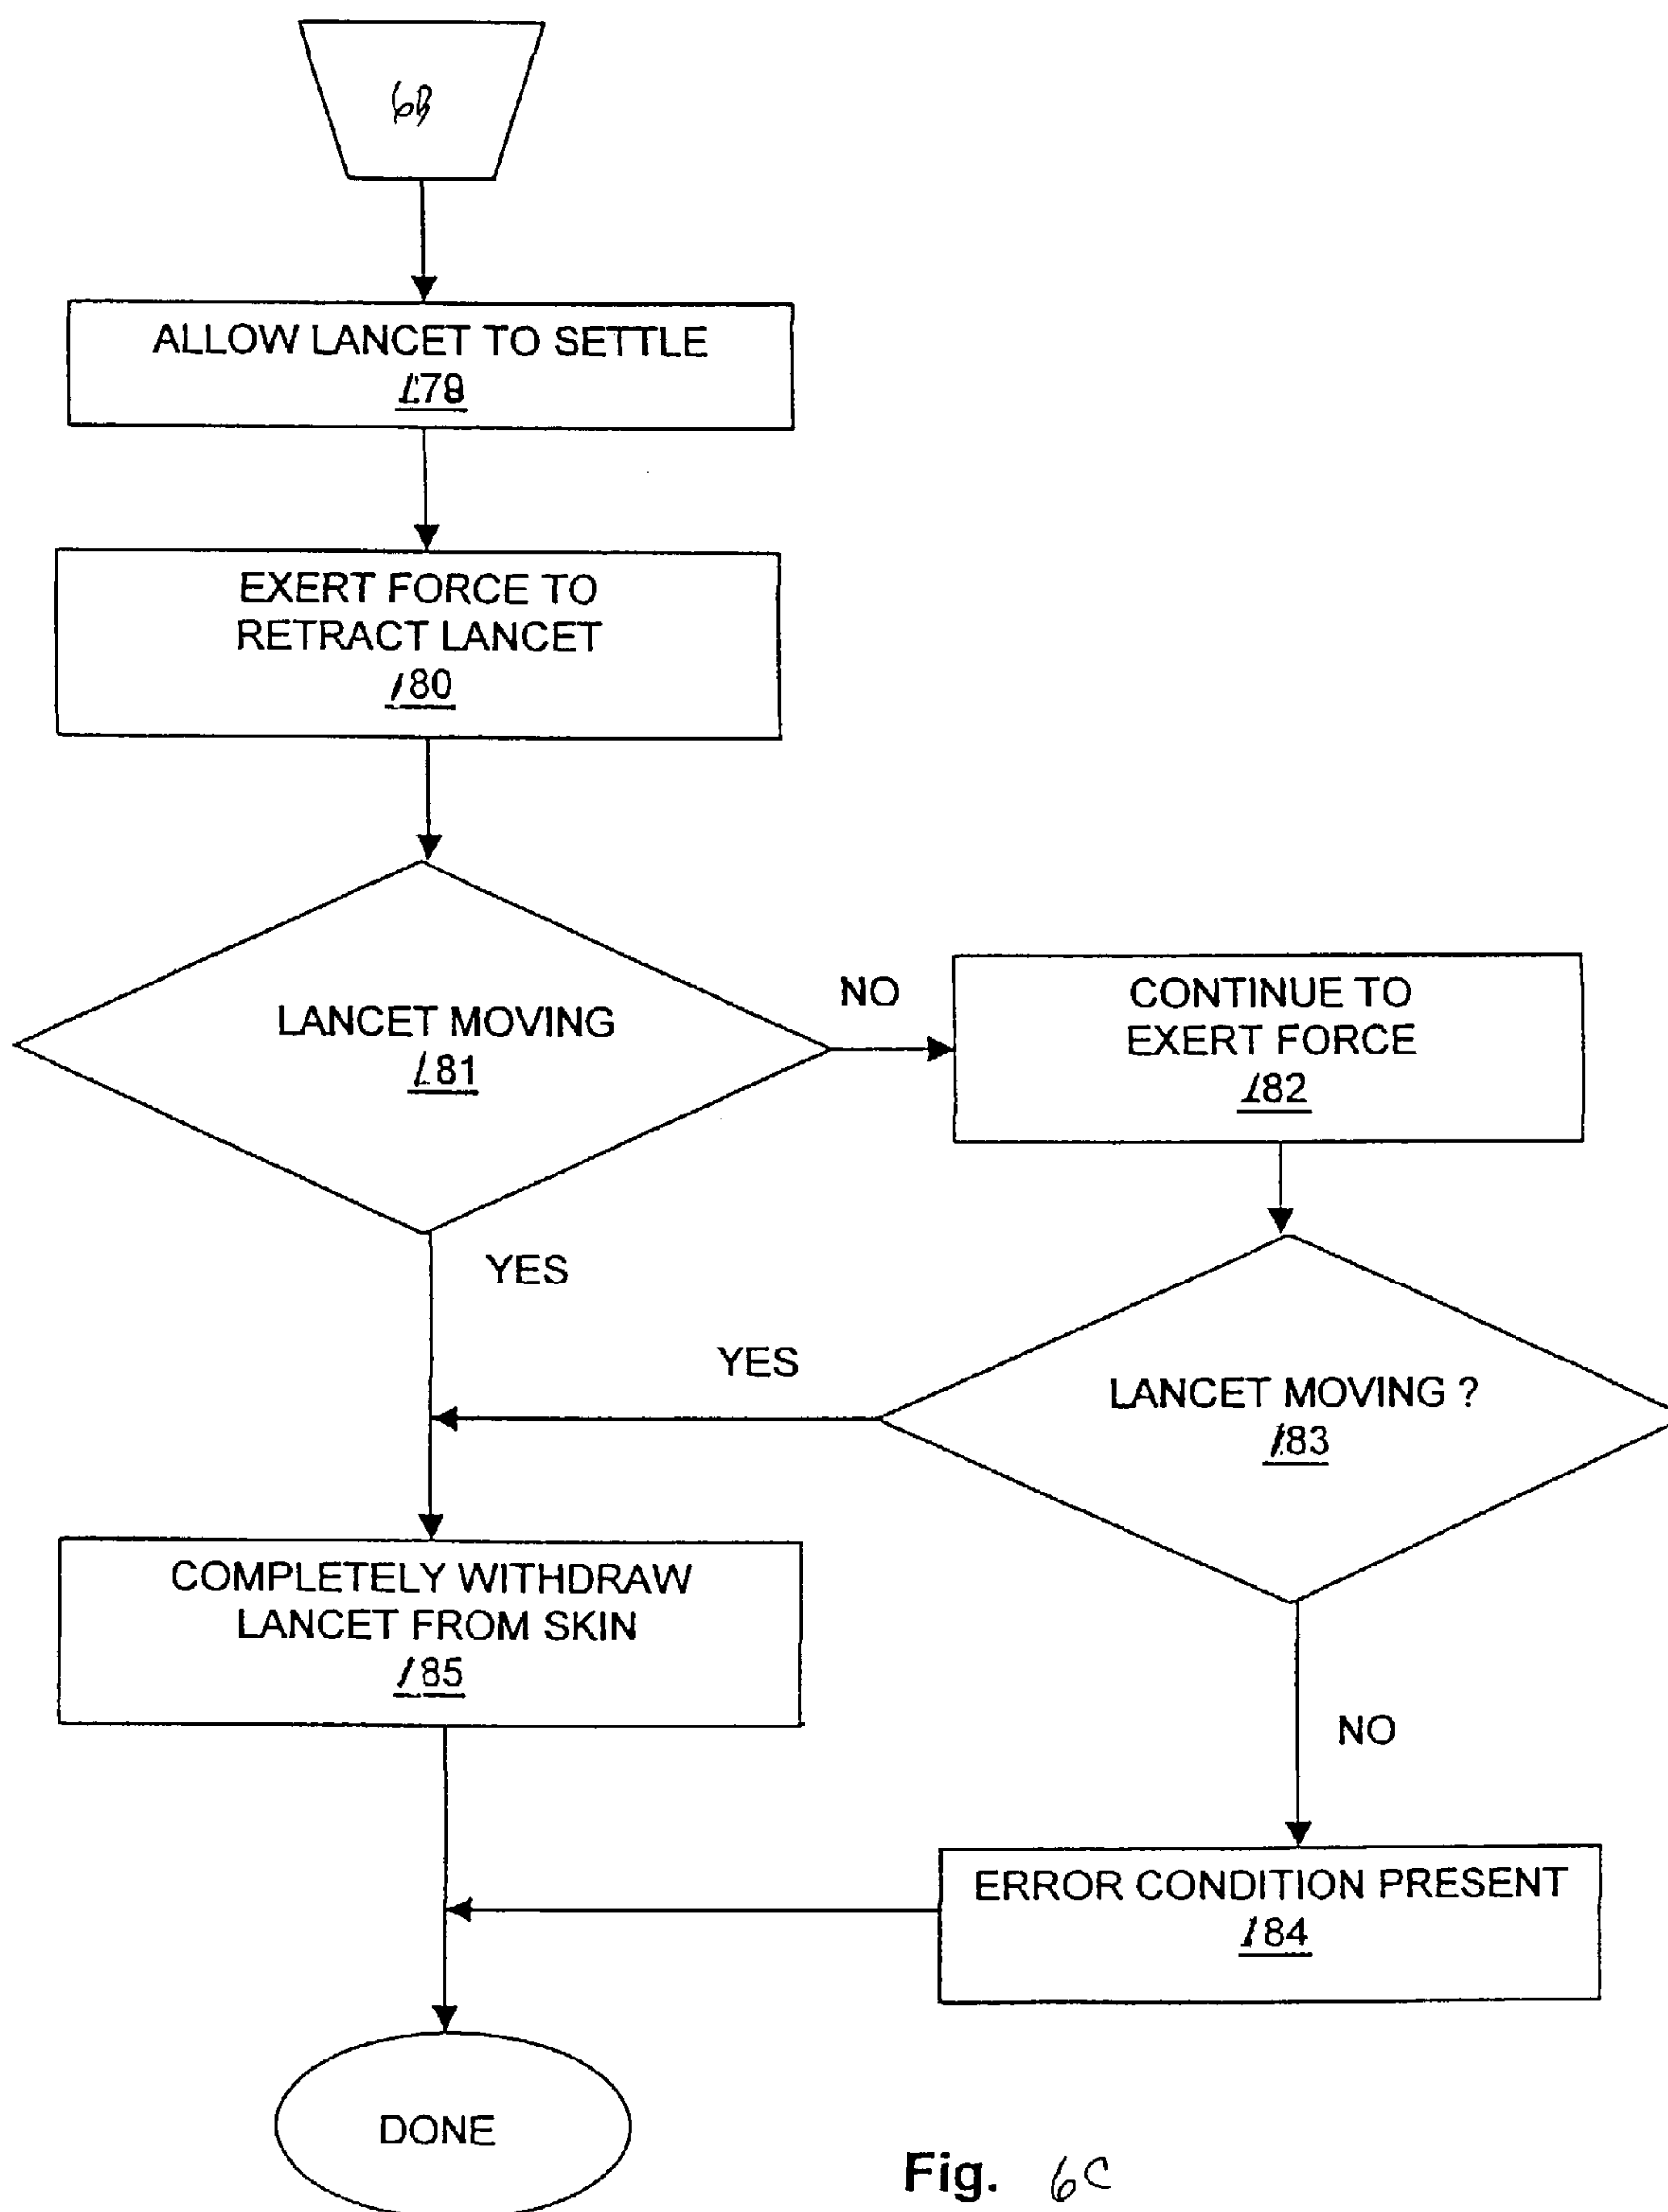 6B
ALLOW LANCET TO SETTLE
179
EXERT FORCE TO
RETRACT LANCET
180
LANCET MOVING
181
NO
CONTINUE TO
EXERT FORCE
182
YES
YES
LANCET MOVING ?
183
COMPLETELY WITHDRAW
LANCET FROM SKIN
185
NO
ERROR CONDITION PRESENT
184
DONE
Fig. 6C